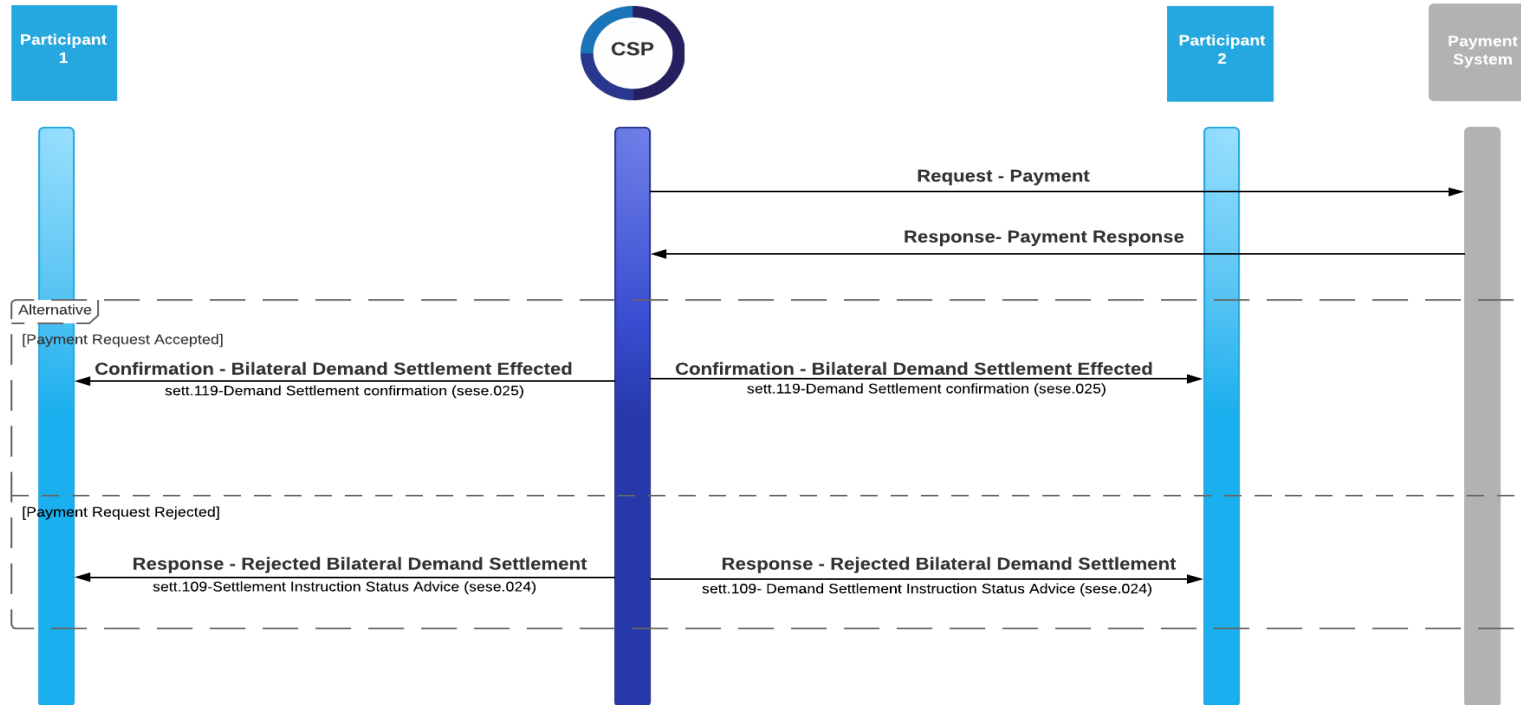 Participant
1
CSP
Participant
2
Payment
System
Request - Payment
Response- Payment Response
Alternative
[Payment Request Accepted]
Confirmation - Bilateral Demand Settlement Effected
sett.119-Demand Settlement confirmation (sese.025)
Confirmation - Bilateral Demand Settlement Effected
sett.119-Demand Settlement confirmation (sese.025)
[Payment Request Rejected]
Response - Rejected Bilateral Demand Settlement
sett.109-Settlement Instruction Status Advice (sese.024)
Response - Rejected Bilateral Demand Settlement
sett.109- Demand Settlement Instruction Status Advice (sese.024)